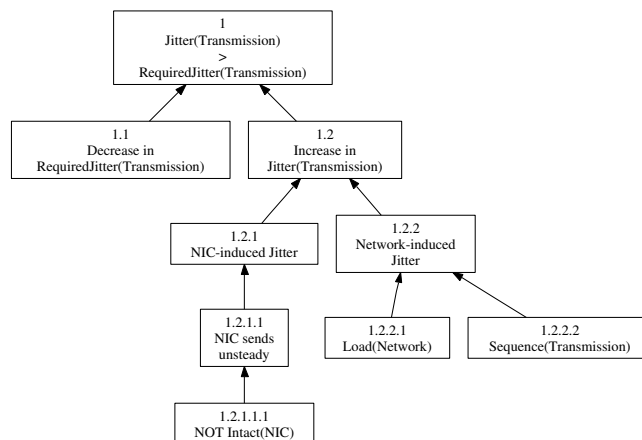 1
Jitter(Transmission)
>
RequiredJitter(Transmission)
1.1
Decrease in
RequiredJitter(Transmission)
1.2
Increase in
Jitter(Transmission)
1.2.1
NIC-induced Jitter
1.2.2
Network-induced
Jitter
1.2.1.1
NIC sends
unsteady
1.2.2.1
Load(Network)
1.2.2.2
Sequence(Transmission)
1.2.1.1.1
NOT Intact(NIC)